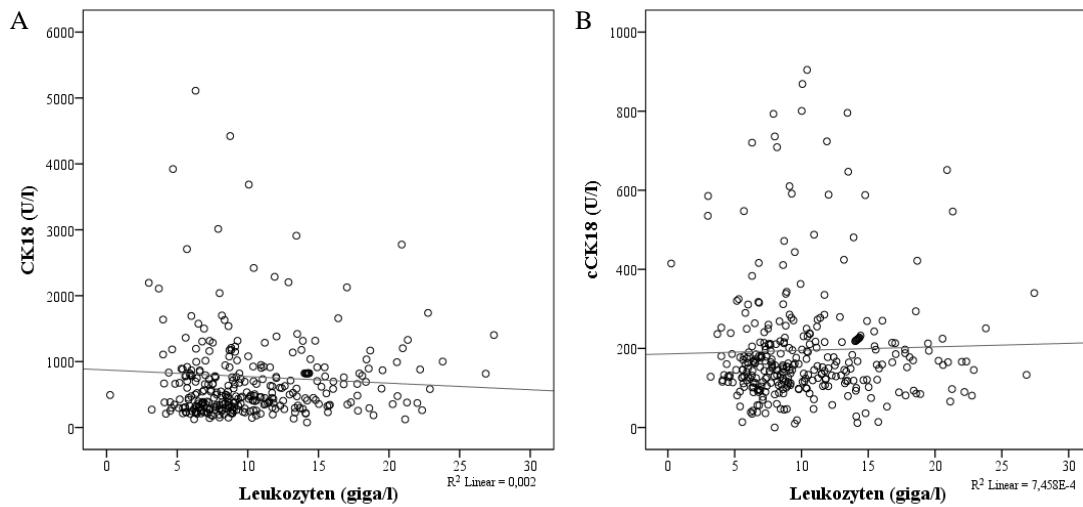 A
CK18 (U/l)
6000
5000
4000
3000
2000
1000
0
0 5 10 15 20 25 30
Leukozyten (giga/l)
R² Linear = 0,002
B
cCK18 (U/l)
1000
800
600
400
200
0
0 5 10 15 20 25 30
Leukozyten (giga/l)
R² Linear = 7,458E-4